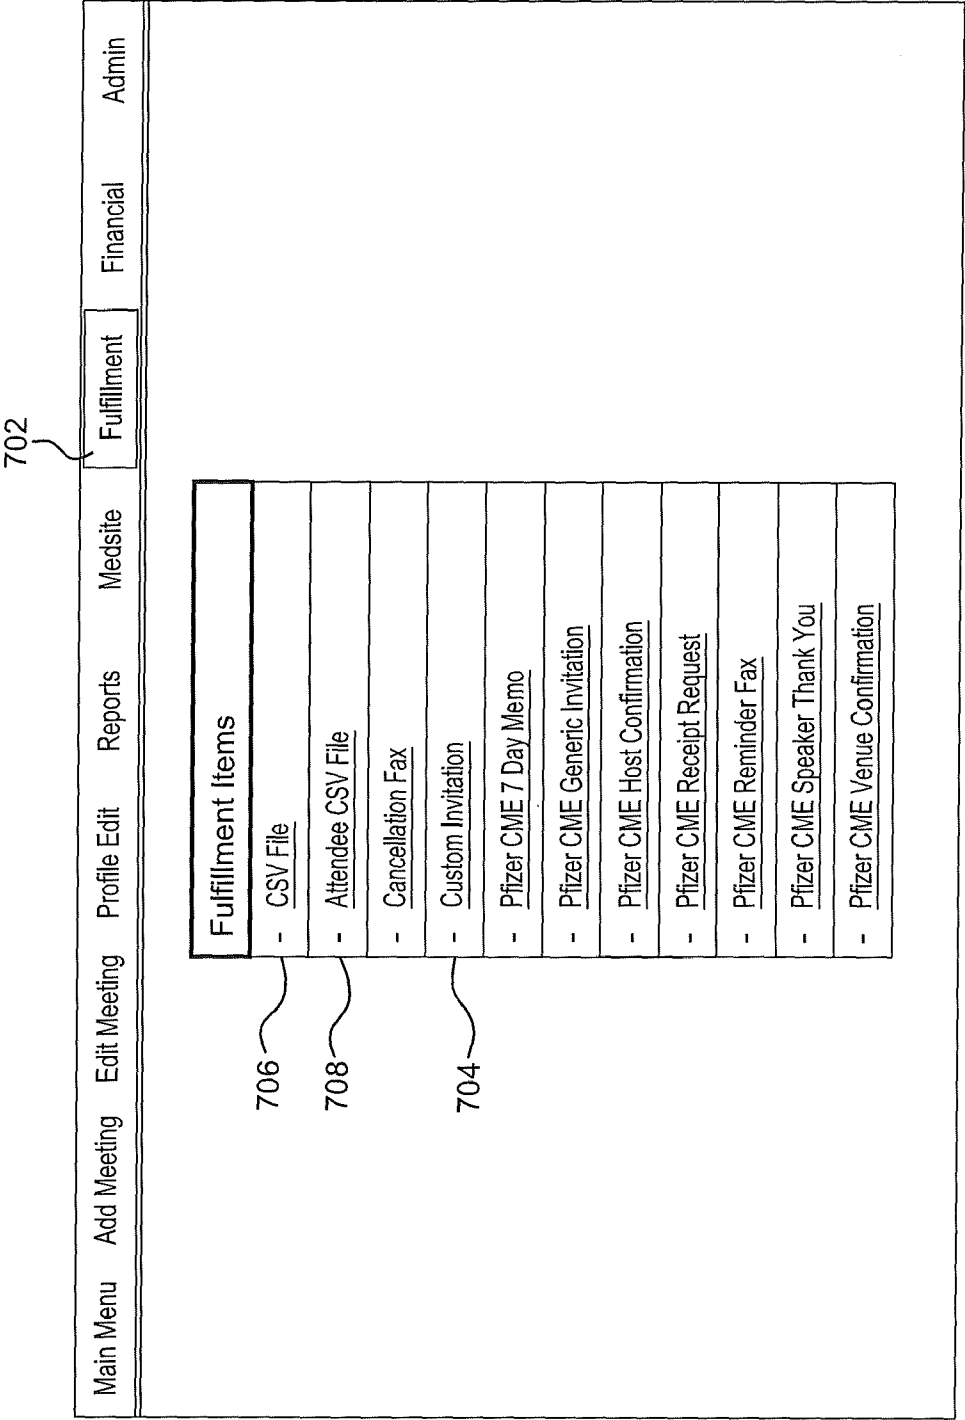 702
Main Menu Add Meeting Edit Meeting Profile Edit Reports Medsite Fulfillment Financial Admin
Fulfillment Items
706
- CSV File
708
- Attendee CSV File
- Cancellation Fax
704
- Custom Invitation
- Pfizer CME 7 Day Memo
- Pfizer CME Generic Invitation
- Pfizer CME Host Confirmation
- Pfizer CME Receipt Request
- Pfizer CME Reminder Fax
- Pfizer CME Speaker Thank You
- Pfizer CME Venue Confirmation